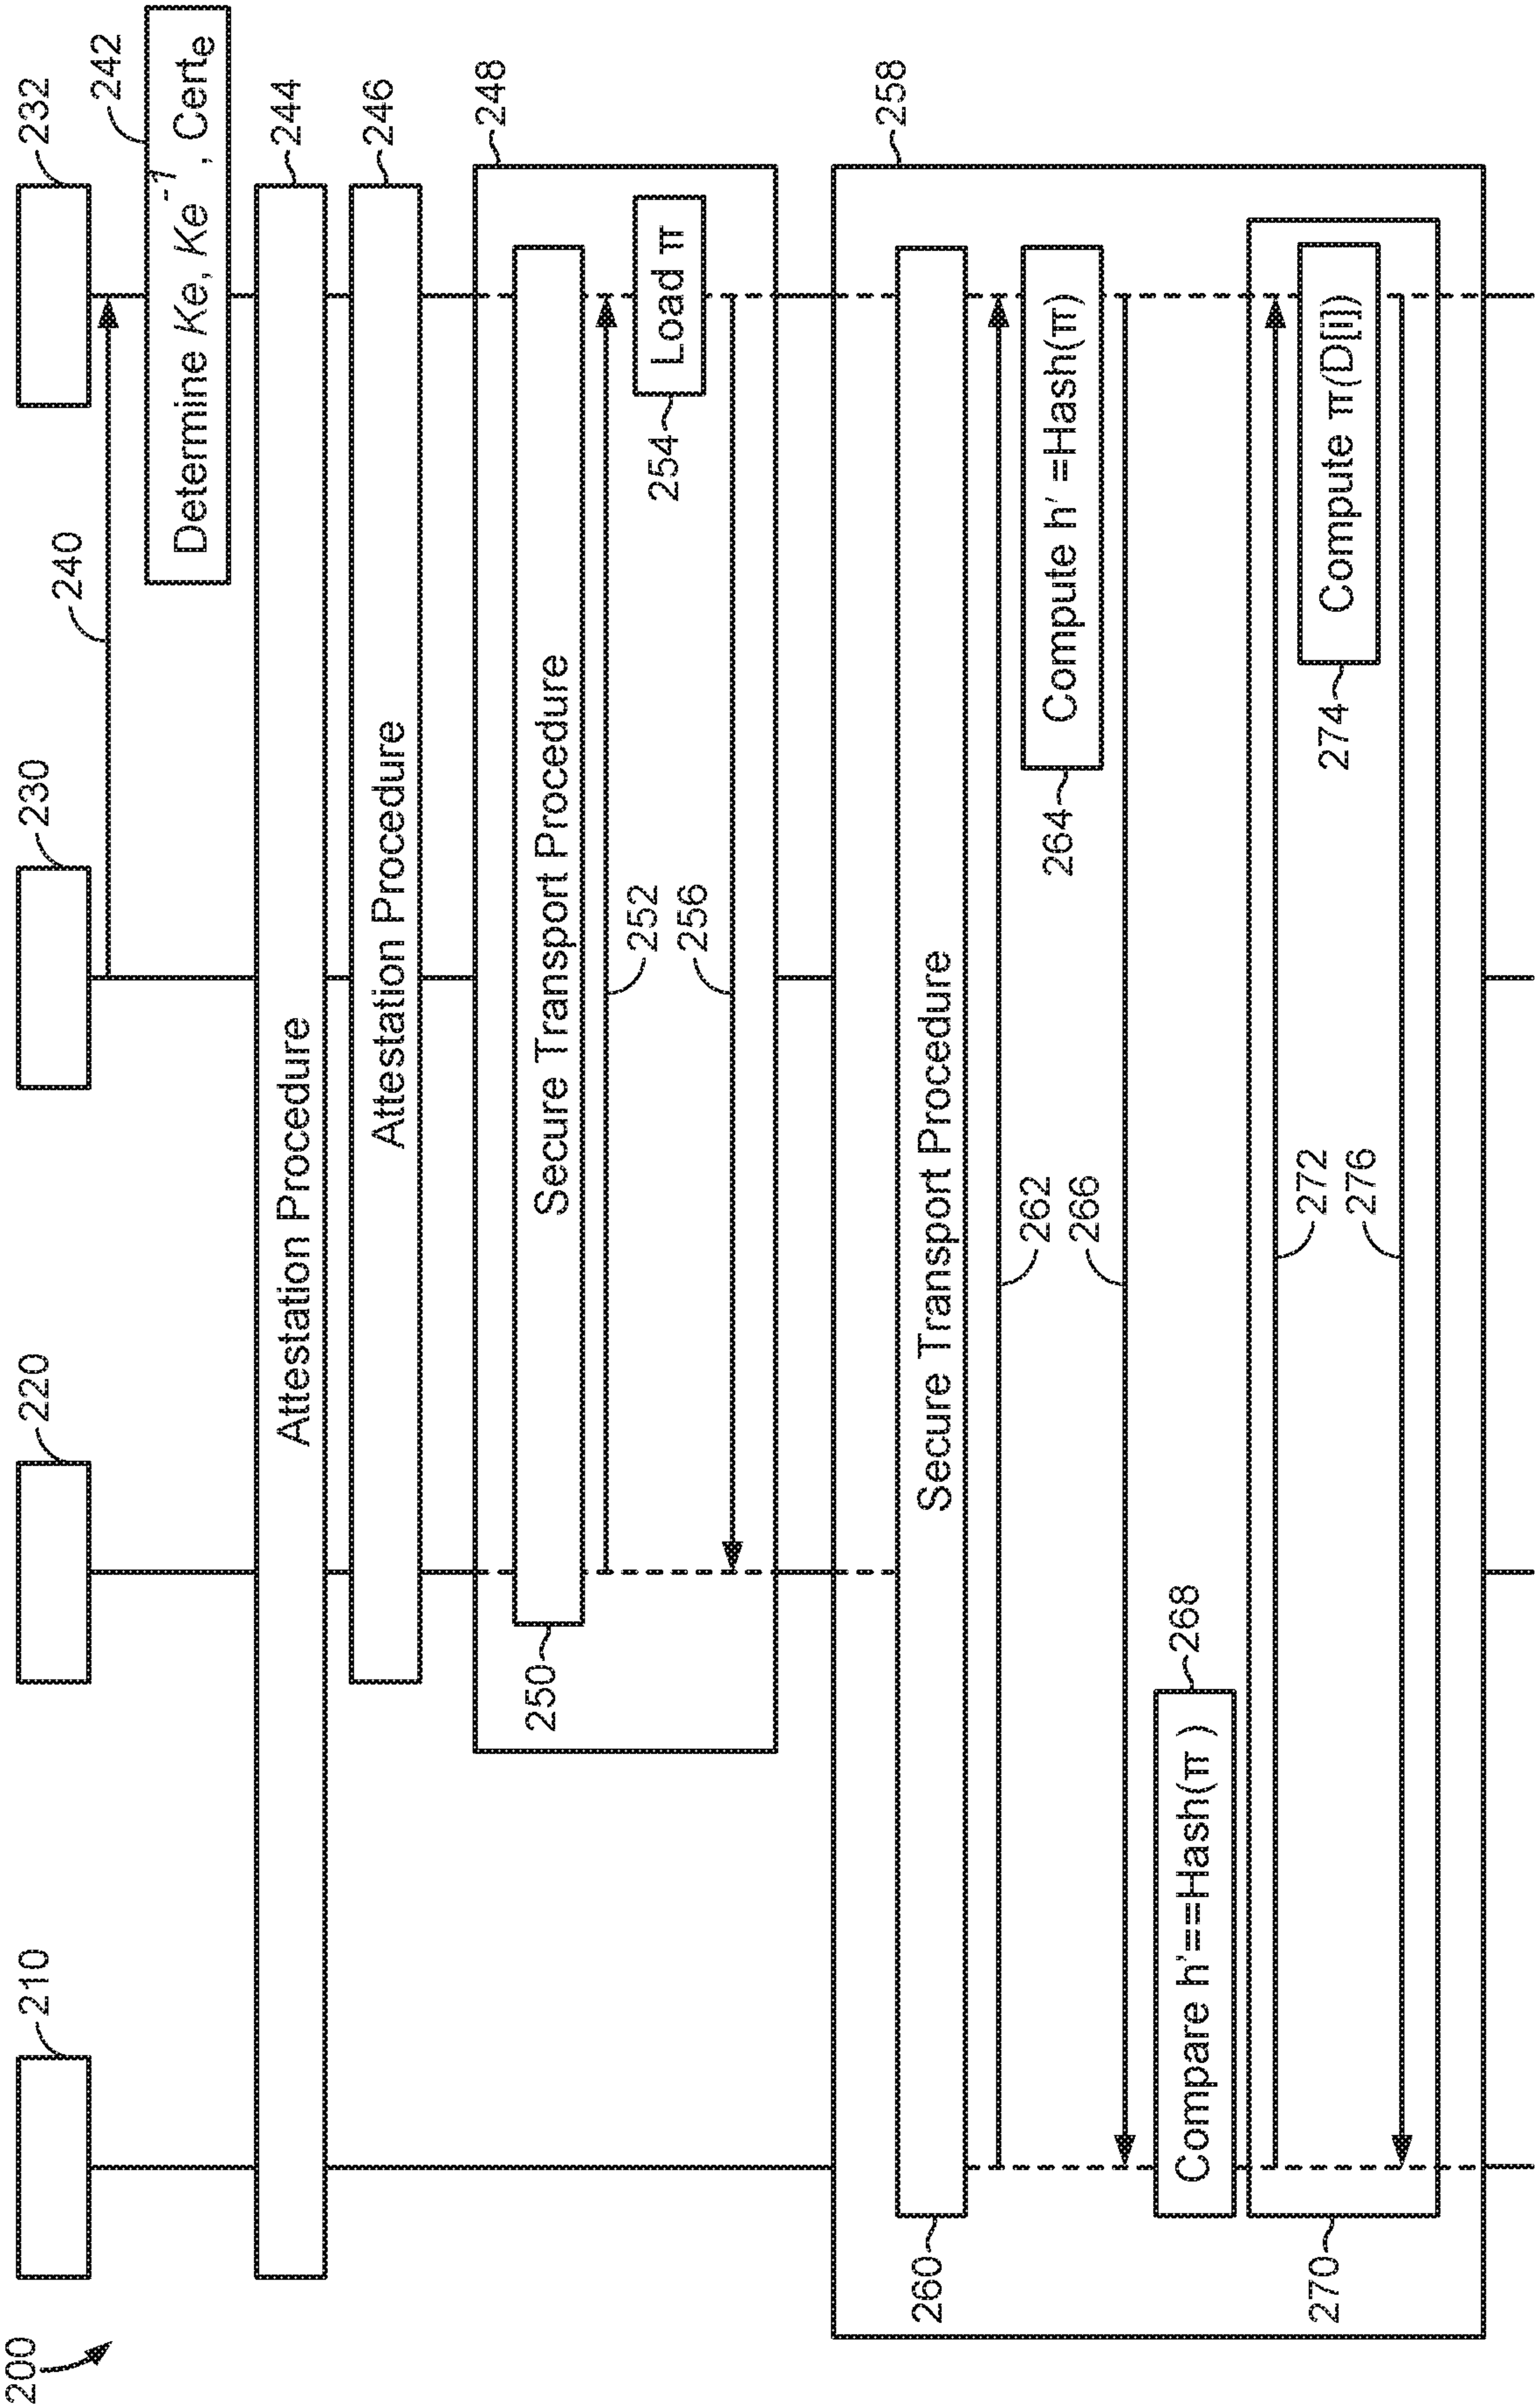 200
210
220
230
232
240
242
Determine Ke, Ke⁻¹, Certₑ
244
Attestation Procedure
246
Attestation Procedure
248
250
Secure Transport Procedure
252
254
Load π
256
258
260
Secure Transport Procedure
262
264
Compute h' =Hash(π)
266
268
Compare h'==Hash(π )
270
272
274
Compute π(D[i])
276